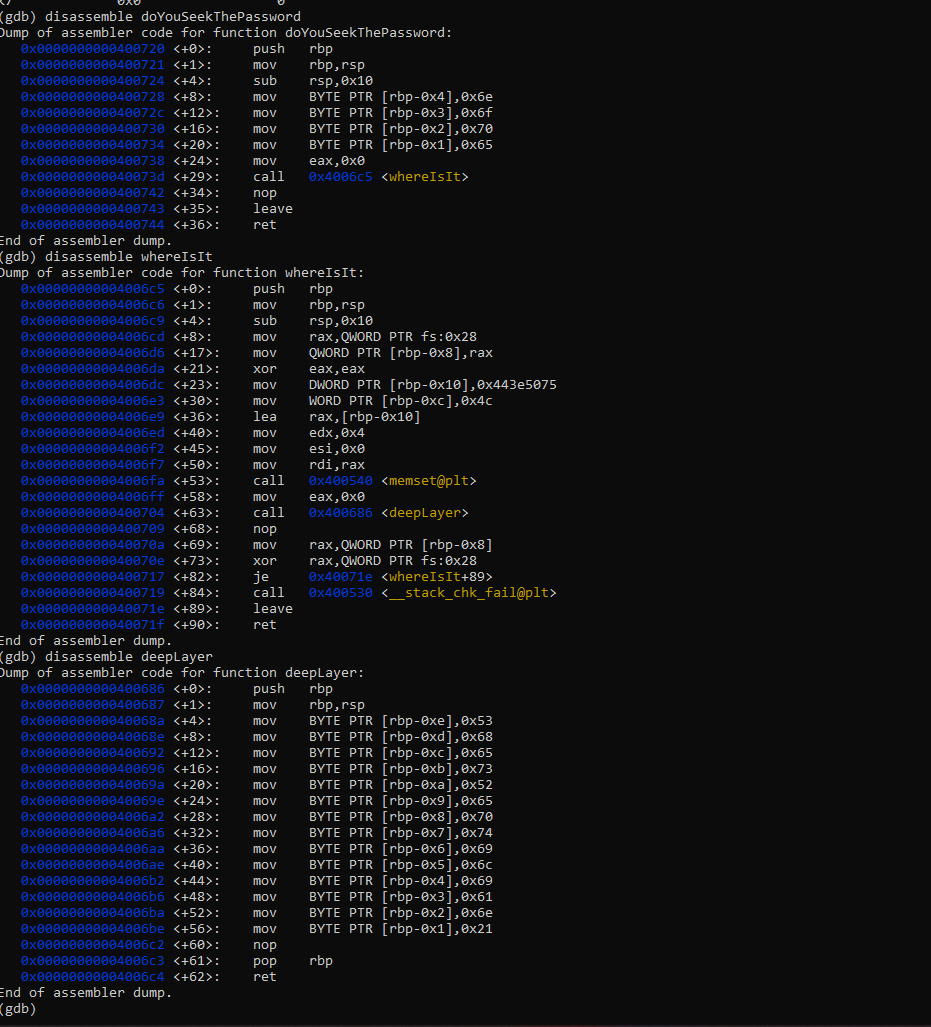 (gdb) disassemble doYouSeekThePassword
Dump of assembler code for function doYouSeekThePassword:
0x0000000000400720 <+0>: push rbp
0x0000000000400721 <+1>: mov rbp,rsp
0x0000000000400724 <+4>: sub rsp,0x10
0x0000000000400728 <+8>: mov BYTE PTR [rbp-0x4],0x6e
0x000000000040072c <+12>: mov BYTE PTR [rbp-0x3],0x6f
0x0000000000400730 <+16>: mov BYTE PTR [rbp-0x2],0x70
0x0000000000400734 <+20>: mov BYTE PTR [rbp-0x1],0x65
0x0000000000400738 <+24>: mov eax,0x0
0x000000000040073d <+29>: call 0x4006c5 <whereIsIt>
0x0000000000400742 <+34>: nop
0x0000000000400743 <+35>: leave
0x0000000000400744 <+36>: ret
End of assembler dump.
(gdb) disassemble whereIsIt
Dump of assembler code for function whereIsIt:
0x00000000004006c5 <+0>: push rbp
0x00000000004006c6 <+1>: mov rbp,rsp
0x00000000004006c9 <+4>: sub rsp,0x10
0x00000000004006cd <+8>: mov rax,QWORD PTR fs:0x28
0x00000000004006d6 <+17>: mov QWORD PTR [rbp-0x8],rax
0x00000000004006da <+21>: xor eax,eax
0x00000000004006dc <+23>: mov DWORD PTR [rbp-0x10],0x443e5075
0x00000000004006e3 <+30>: mov WORD PTR [rbp-0xc],0x4c
0x00000000004006e9 <+36>: lea rax,[rbp-0x10]
0x00000000004006ed <+40>: mov edx,0x4
0x00000000004006f2 <+45>: mov esi,0x0
0x00000000004006f7 <+50>: mov rdi,rax
0x00000000004006fa <+53>: call 0x400540 <memset@plt>
0x00000000004006ff <+58>: mov eax,0x0
0x0000000000400704 <+63>: call 0x400686 <deepLayer>
0x0000000000400709 <+68>: nop
0x000000000040070a <+69>: mov rax,QWORD PTR [rbp-0x8]
0x000000000040070e <+73>: xor rax,QWORD PTR fs:0x28
0x0000000000400717 <+82>: je 0x40071e <whereIsIt+89>
0x0000000000400719 <+84>: call 0x400530 <__stack_chk_fail@plt>
0x000000000040071e <+89>: leave
0x000000000040071f <+90>: ret
End of assembler dump.
(gdb) disassemble deepLayer
Dump of assembler code for function deepLayer:
0x0000000000400686 <+0>: push rbp
0x0000000000400687 <+1>: mov rbp,rsp
0x000000000040068a <+4>: mov BYTE PTR [rbp-0xe],0x53
0x000000000040068e <+8>: mov BYTE PTR [rbp-0xd],0x68
0x0000000000400692 <+12>: mov BYTE PTR [rbp-0xc],0x65
0x0000000000400696 <+16>: mov BYTE PTR [rbp-0xb],0x73
0x000000000040069a <+20>: mov BYTE PTR [rbp-0xa],0x52
0x000000000040069e <+24>: mov BYTE PTR [rbp-0x9],0x65
0x00000000004006a2 <+28>: mov BYTE PTR [rbp-0x8],0x70
0x00000000004006a6 <+32>: mov BYTE PTR [rbp-0x7],0x74
0x00000000004006aa <+36>: mov BYTE PTR [rbp-0x6],0x69
0x00000000004006ae <+40>: mov BYTE PTR [rbp-0x5],0x6c
0x00000000004006b2 <+44>: mov BYTE PTR [rbp-0x4],0x69
0x00000000004006b6 <+48>: mov BYTE PTR [rbp-0x3],0x61
0x00000000004006ba <+52>: mov BYTE PTR [rbp-0x2],0x6e
0x00000000004006be <+56>: mov BYTE PTR [rbp-0x1],0x21
0x00000000004006c2 <+60>: nop
0x00000000004006c3 <+61>: pop rbp
0x00000000004006c4 <+62>: ret
End of assembler dump.
(gdb)